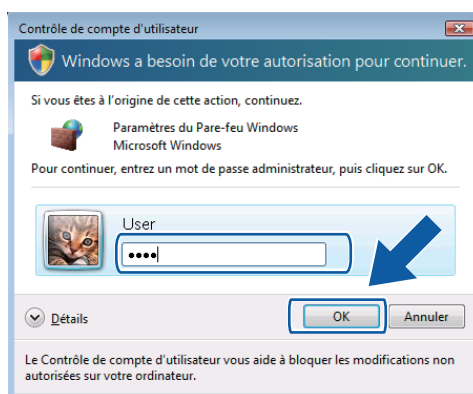 Contrôle de compte d'utilisateur
Windows a besoin de votre autorisation pour continuer.
Si vous êtes à l'origine de cette action, continuez.
Paramètres du Pare-feu Windows
Microsoft Windows
Pour continuer, entrez un mot de passe administrateur, puis cliquez sur OK.
User
••••
Détails
OK
Annuler
Le Contrôle de compte d'utilisateur vous aide à bloquer les modifications non
autorisées sur votre ordinateur.